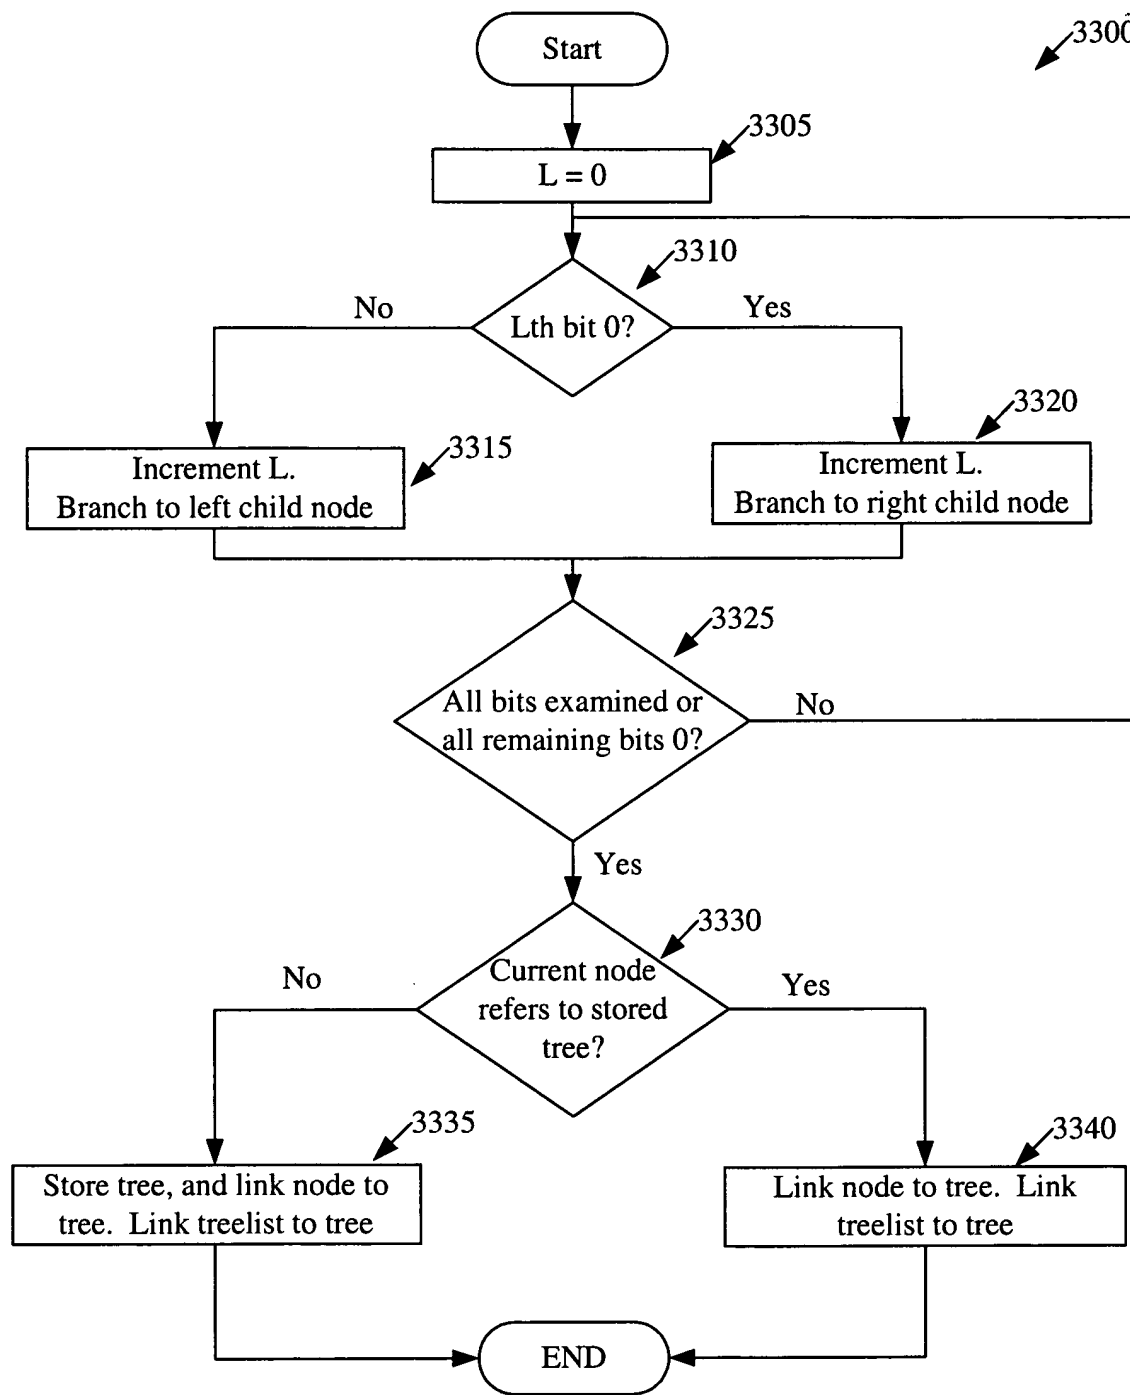 Start
3300
3305
L = 0
3310
No
Yes
Lth bit 0?
3320
3315
Increment L.
Branch to left child node
Increment L.
Branch to right child node
3325
All bits examined or
all remaining bits 0?
No
Yes
3330
No
Yes
Current node
refers to stored
tree?
3335
3340
Store tree, and link node to
tree. Link treelist to tree
Link node to tree. Link
treelist to tree
END